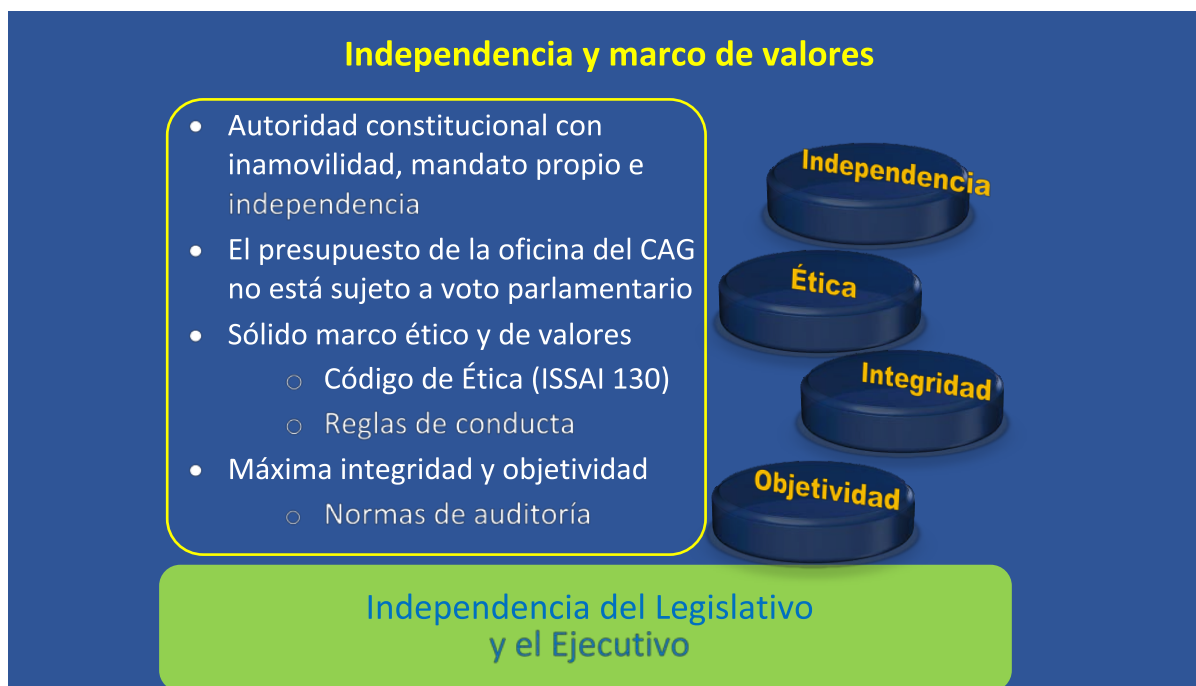 Independencia y marco de valores
• Autoridad constitucional con
inamovilidad, mandato propio e
independencia
• El presupuesto de la oficina del CAG
no está sujeto a voto parlamentario
• Sólido marco ético y de valores
○ Código de Ética (ISSAI 130)
○ Reglas de conducta
• Máxima integridad y objetividad
○ Normas de auditoría
Independencia
Ética
Integridad
Objetividad
Independencia del Legislativo
y el Ejecutivo